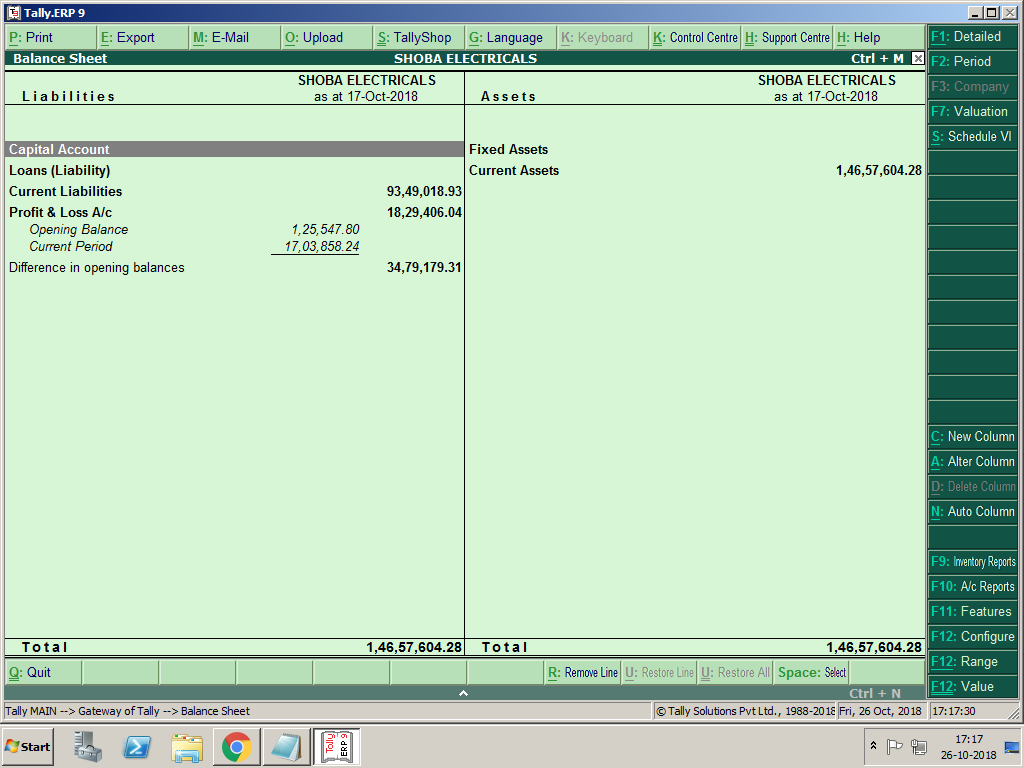 Tally.ERP 9
P: Print E: Export M: E-Mail O: Upload S: TallyShop G: Language K: Keyboard K: Control Centre H: Support Centre H: Help
Balance Sheet SHOBA ELECTRICALS Ctrl + M
SHOBA ELECTRICALS SHOBA ELECTRICALS
Liabilities as at 17-Oct-2018 Assets as at 17-Oct-2018
Capital Account Fixed Assets
Loans (Liability) Current Assets 1,46,57,604.28
Current Liabilities 93,49,018.93
Profit & Loss A/c 18,29,406.04
Opening Balance 1,25,547.80
Current Period 17,03,858.24
Difference in opening balances 34,79,179.31
Total 1,46,57,604.28 Total 1,46,57,604.28
F1: Detailed
F2: Period
F3: Company
F7: Valuation
S: Schedule VI
C: New Column
A: Alter Column
D: Delete Column
N: Auto Column
F9: Inventory Reports
F10: A/c Reports
F11: Features
F12: Configure
F12: Range
F12: Value
Q: Quit R: Remove Line U: Restore Line U: Restore All Space: Select
Ctrl + N
Tally MAIN --> Gateway of Tally --> Balance Sheet © Tally Solutions Pvt Ltd., 1988-2018 Fri, 26 Oct, 2018 17:17:30
Start Tally ERP 9 17:17
26-10-2018